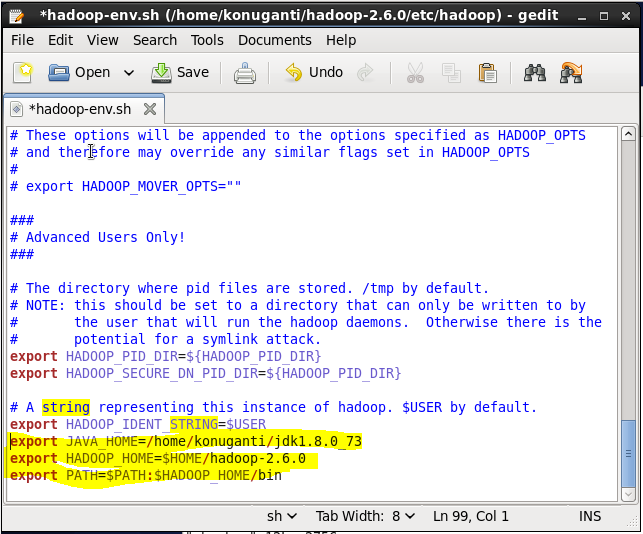 *hadoop-env.sh (/home/konuganti/hadoop-2.6.0/etc/hadoop) - gedit
File Edit View Search Tools Documents Help
Open Save Undo
*hadoop-env.sh
# These options will be appended to the options specified as HADOOP_OPTS
# and therefore may override any similar flags set in HADOOP_OPTS
#
# export HADOOP_MOVER_OPTS=""
###
# Advanced Users Only!
###
# The directory where pid files are stored. /tmp by default.
# NOTE: this should be set to a directory that can only be written to by
#       the user that will run the hadoop daemons.  Otherwise there is the
#       potential for a symlink attack.
export HADOOP_PID_DIR=${HADOOP_PID_DIR}
export HADOOP_SECURE_DN_PID_DIR=${HADOOP_PID_DIR}
# A string representing this instance of hadoop. $USER by default.
export HADOOP_IDENT_STRING=$USER
export JAVA_HOME=/home/konuganti/jdk1.8.0_73
export HADOOP_HOME=$HOME/hadoop-2.6.0
export PATH=$PATH:$HADOOP_HOME/bin
sh Tab Width: 8 Ln 99, Col 1 INS